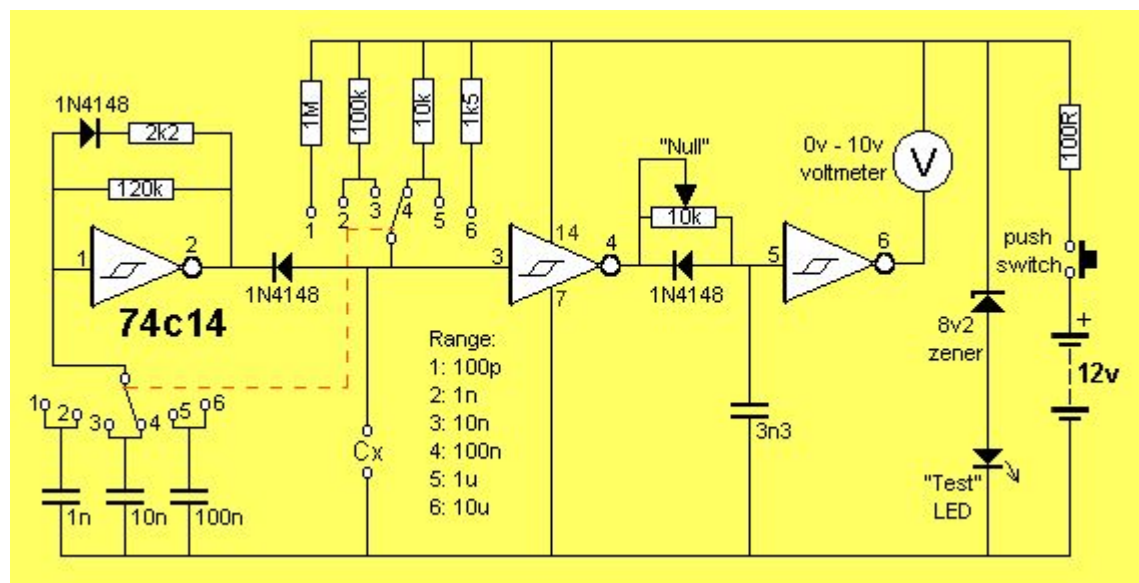 1N4148
2k2
120k
1
2
74c14
1N4148
1M
100k
10k
1k5
1
2
3
4
5
6
3
14
4
7
"Null"
10k
1N4148
5
6
0v - 10v
voltmeter
V
100R
push
switch
8v2
zener
+
12v
"Test"
LED
3n3
Cx
Range:
1: 100p
2: 1n
3: 10n
4: 100n
5: 1u
6: 10u
1
2
3
4
5
6
1n
10n
100n